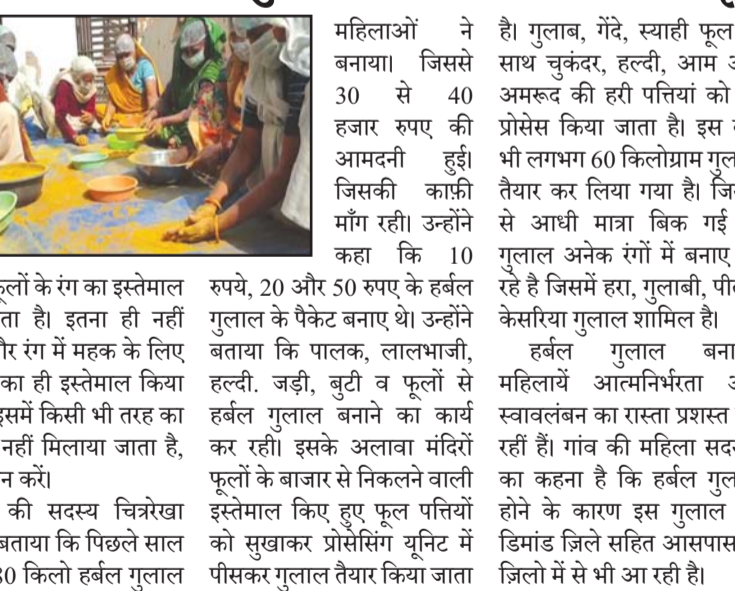 के रंग का इस्तेमाल
है। इतना ही नहीं
रंग में महक के लिए
का ही इस्तेमाल किया
इसमें किसी भी तरह का
नहीं मिलाया जाता है,
न करें।
की सदस्य चित्ररेखा
बताया कि पिछले साल
किलो हर्बल गुलाल
महिलाओं ने
बनाया। जिससे
30 से 40
हजार रुपए की
आमदनी हुई।
जिसकी काफ़ी
माँग रही। उन्होंने
कहा कि 10
रुपये, 20 और 50 रुपए के हर्बल
गुलाल के पैकेट बनाए थे। उन्होंने
बताया कि पालक, लालभाजी,
हल्दी. जड़ी, बुटी व फूलों से
हर्बल गुलाल बनाने का कार्य
कर रही। इसके अलावा मंदिरों
फूलों के बाजार से निकलने वाली
इस्तेमाल किए हुए फूल पत्तियों
को सुखाकर प्रोसेसिंग यूनिट में
पीसकर गुलाल तैयार किया जाता
है। गुलाब, गेंदे, स्याही फूल
साथ चुकंदर, हल्दी, आम
अमरूद की हरी पत्तियां को
प्रोसेस किया जाता है। इस
भी लगभग 60 किलोग्राम
तैयार कर लिया गया है।
से आधी मात्रा बिक गई
गुलाल अनेक रंगों में बनाए
रहे है जिसमें हरा, गुलाबी,
केसरिया गुलाल शामिल है।
हर्बल गुलाल
महिलायें आत्मनिर्भरता
स्वावलंबन का रास्ता प्रशस्त
रहीं हैं। गांव की महिला
का कहना है कि हर्बल
होने के कारण इस गुलाल
डिमांड ज़िले सहित आसपास
ज़िलो में से भी आ रही है।